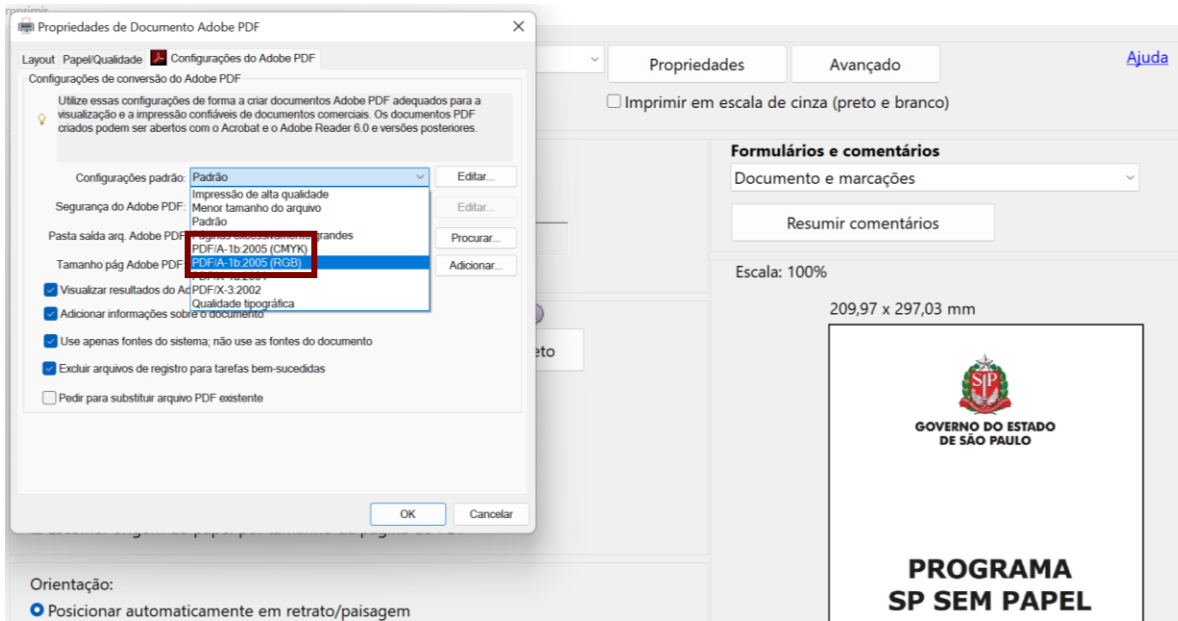 Imprimir
Propriedades de Documento Adobe PDF
Layout Papel/Qualidade Configurações do Adobe PDF
Configurações de conversão do Adobe PDF
Utilize essas configurações de forma a criar documentos Adobe PDF adequados para a
visualização e a impressão confiáveis de documentos comerciais. Os documentos PDF
criados podem ser abertos com o Acrobat e o Adobe Reader 6.0 e versões posteriores.
Configurações padrão: Padrão Editar...
Impressão de alta qualidade
Segurança do Adobe PDF: Menor tamanho do arquivo Editar...
Padrão
Pasta saída arq. Adobe PDF Páginas excessivamente grandes Procurar...
PDF/A-1b:2005 (CMYK)
Tamanho pág Adobe PDF: PDF/A-1b:2005 (RGB) Adicionar...
PDF/X-1a:2001
Visualizar resultados do Ad PDF/X-3:2002
Qualidade tipográfica
Adicionar informações sobre o documento
Use apenas fontes do sistema; não use as fontes do documento
Excluir arquivos de registro para tarefas bem-sucedidas
Pedir para substituir arquivo PDF existente
OK Cancelar
Orientação:
Posicionar automaticamente em retrato/paisagem
Propriedades Avançado Ajuda
Imprimir em escala de cinza (preto e branco)
Formulários e comentários
Documento e marcações
Resumir comentários
Escala: 100%
209,97 x 297,03 mm
eto
GOVERNO DO ESTADO
DE SÃO PAULO
PROGRAMA
SP SEM PAPEL